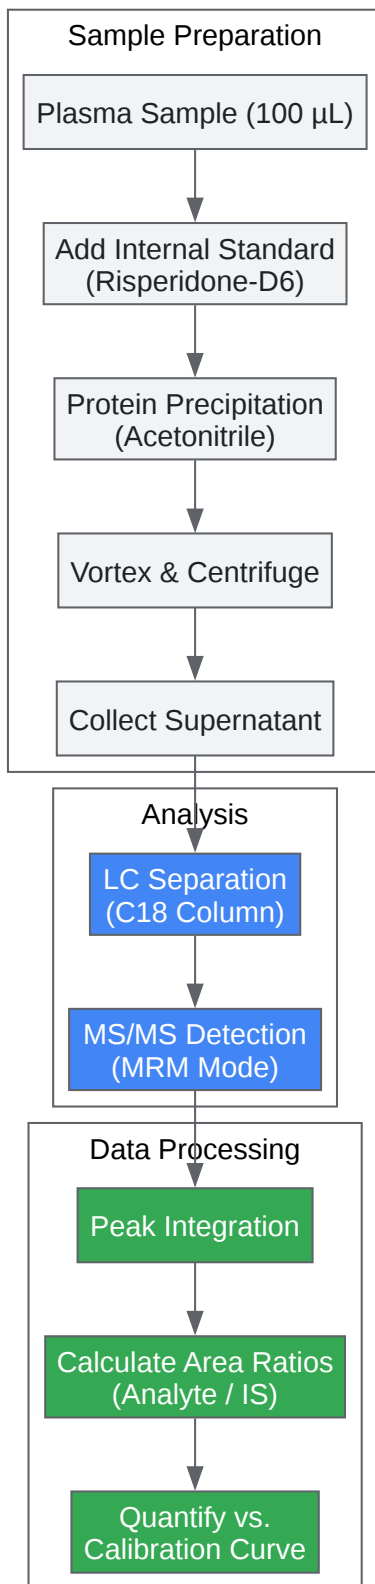 Sample Preparation
Plasma Sample (100 µL)
Add Internal Standard
(Risperidone-D6)
Protein Precipitation
(Acetonitrile)
Vortex & Centrifuge
Collect Supernatant
Analysis
LC Separation
(C18 Column)
MS/MS Detection
(MRM Mode)
Data Processing
Peak Integration
Calculate Area Ratios
(Analyte / IS)
Quantify vs.
Calibration Curve